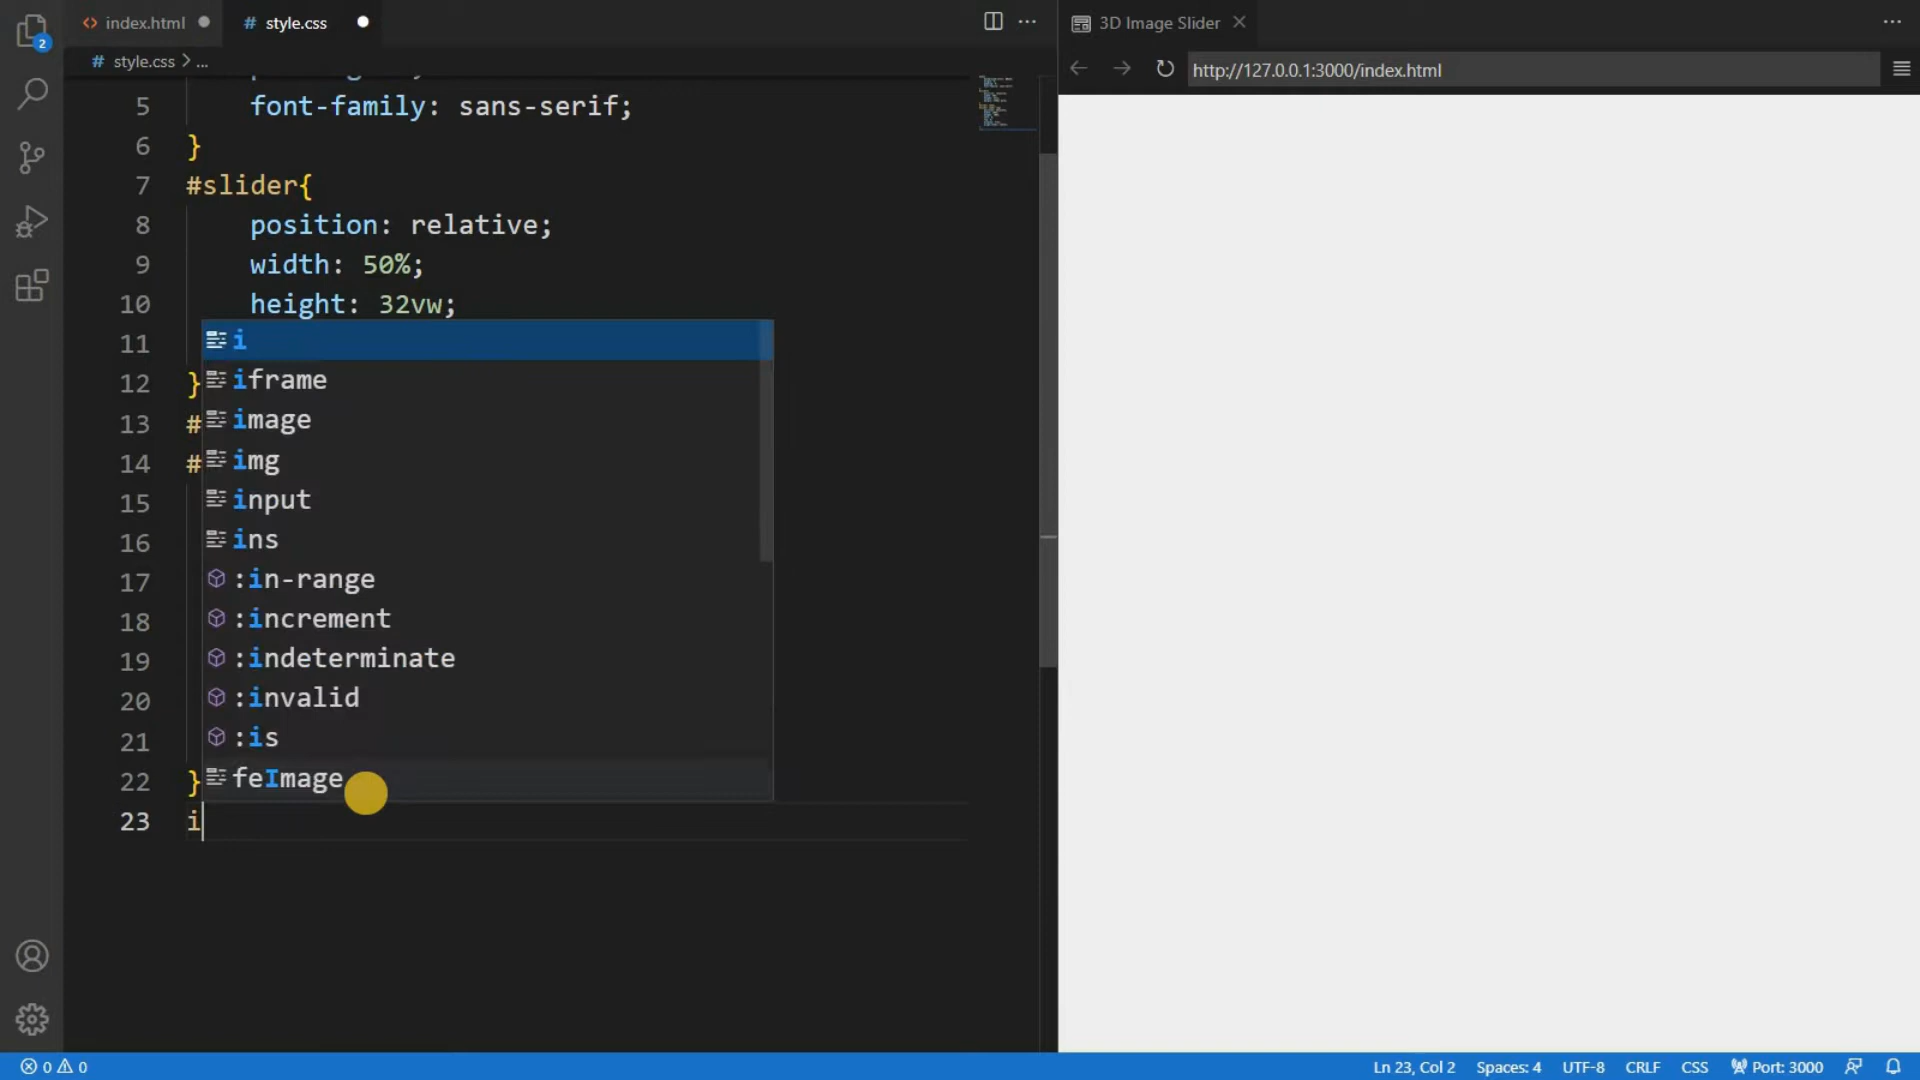 2
index.html
# style.css
# style.css > ...
3D Image Slider
http://127.0.0.1:3000/index.html
5 font-family: sans-serif;
6 }
7 #slider{
8 position: relative;
9 width: 50%;
10 height: 32vw;
11 i
12 } iframe
13 # image
14 # img
15 input
16 ins
17 :in-range
18 :increment
19 :indeterminate
20 :invalid
21 :is
22 } feImage
23 i
0 0
Ln 23, Col 2 Spaces: 4 UTF-8 CRLF CSS Port: 3000